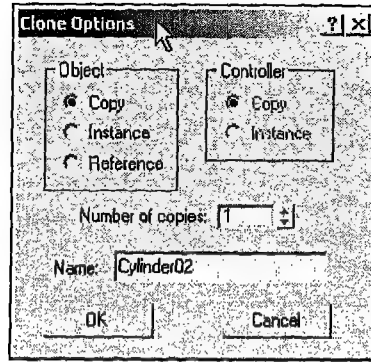 Clone Options
Object
Copy
Instance
Reference
Controller
Copy
Instance
Number of copies: 1
Name: Cylinder02
OK
Cancel